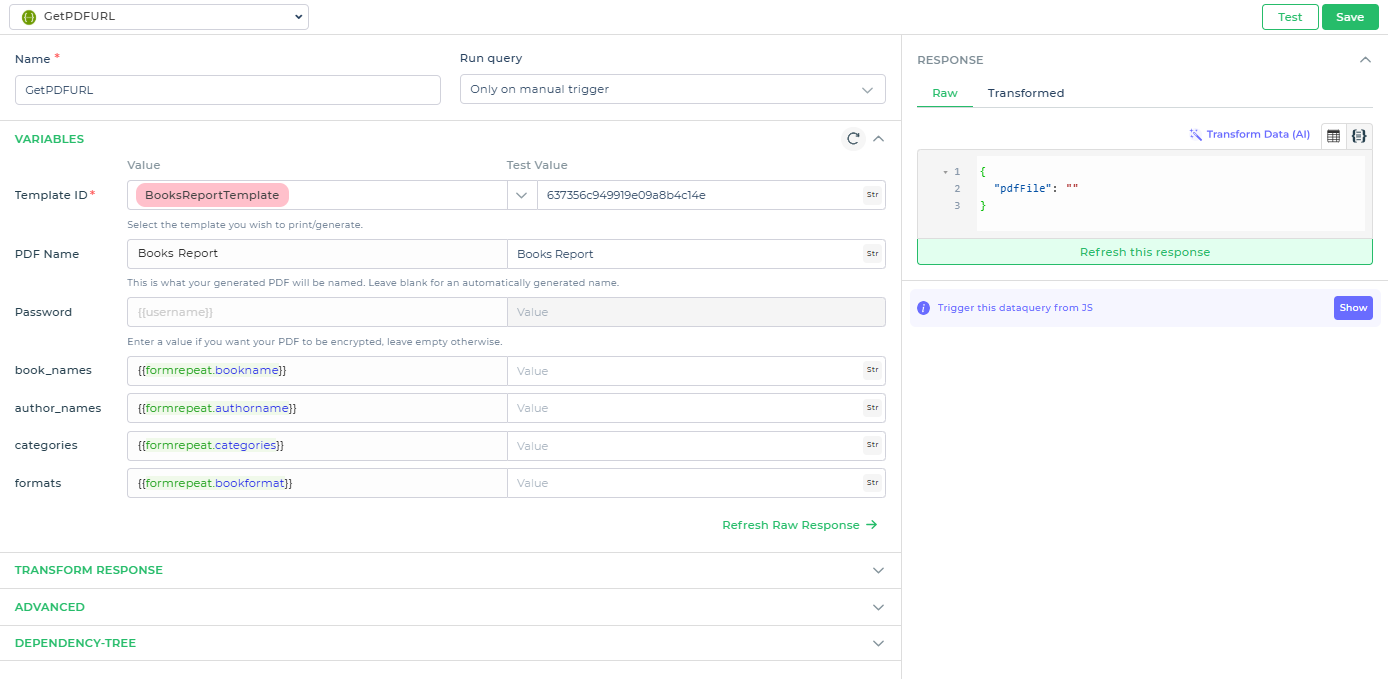 GetPDFURL
Test Save
Name * Run query
GetPDFURL Only on manual trigger
VARIABLES
Value Test Value
Template ID * BooksReportTemplate 637356c949919e09a8b4c14e Str
Select the template you wish to print/generate.
PDF Name Books Report Books Report Str
This is what your generated PDF will be named. Leave blank for an automatically generated name.
Password {{username}} Value
Enter a value if you want your PDF to be encrypted, leave empty otherwise.
book_names {{formrepeat.bookname}} Value Str
author_names {{formrepeat.authorname}} Value Str
categories {{formrepeat.categories}} Value Str
formats {{formrepeat.bookformat}} Value Str
Refresh Raw Response →
TRANSFORM RESPONSE
ADVANCED
DEPENDENCY-TREE
RESPONSE
Raw Transformed
Transform Data (AI)
1 {
2 "pdfFile": ""
3 }
Refresh this response
i Trigger this dataquery from JS Show